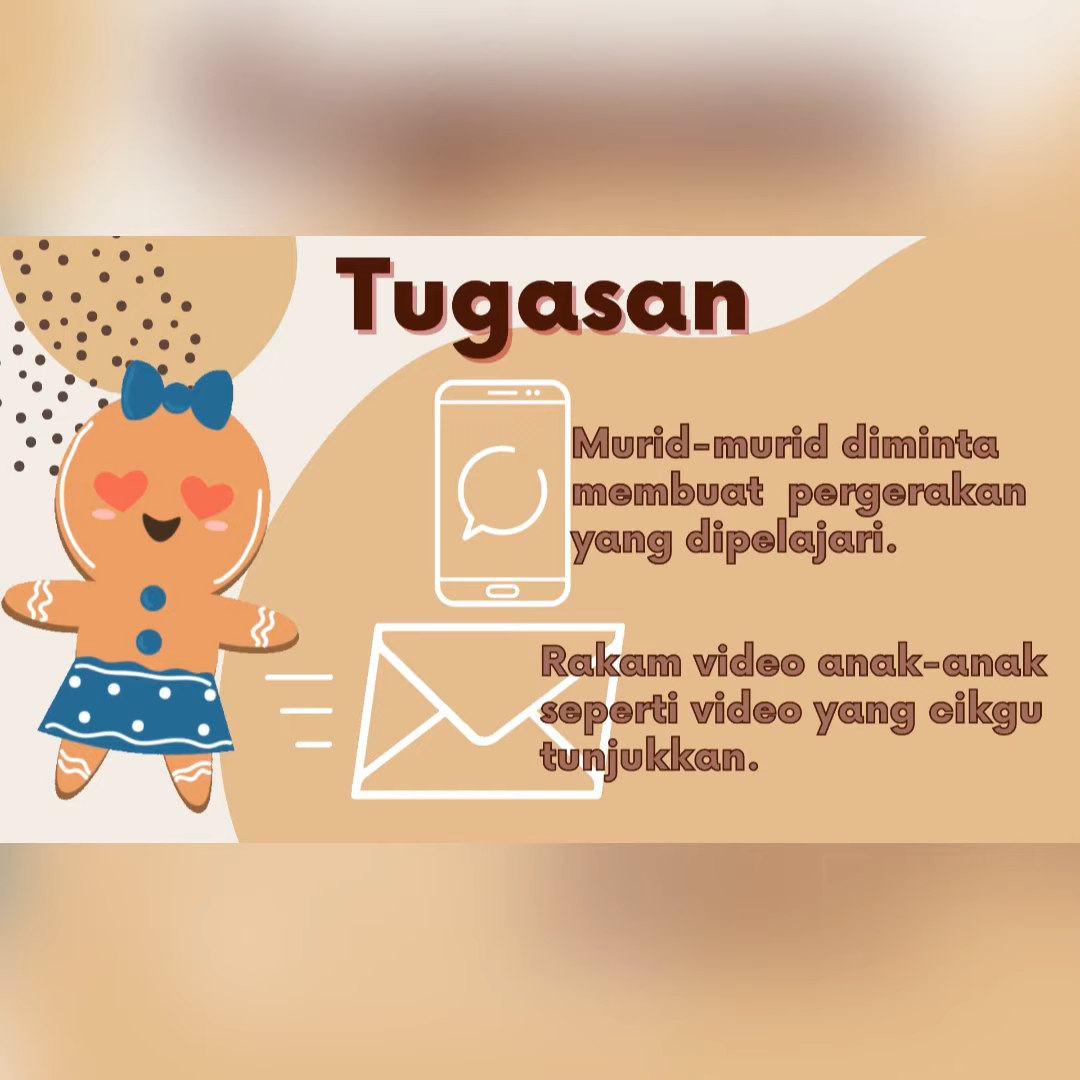 Tugasan
Murid-murid diminta
membuat pergerakan
yang dipelajari.
Rakam video anak-anak
seperti video yang cikgu
tunjukkan.